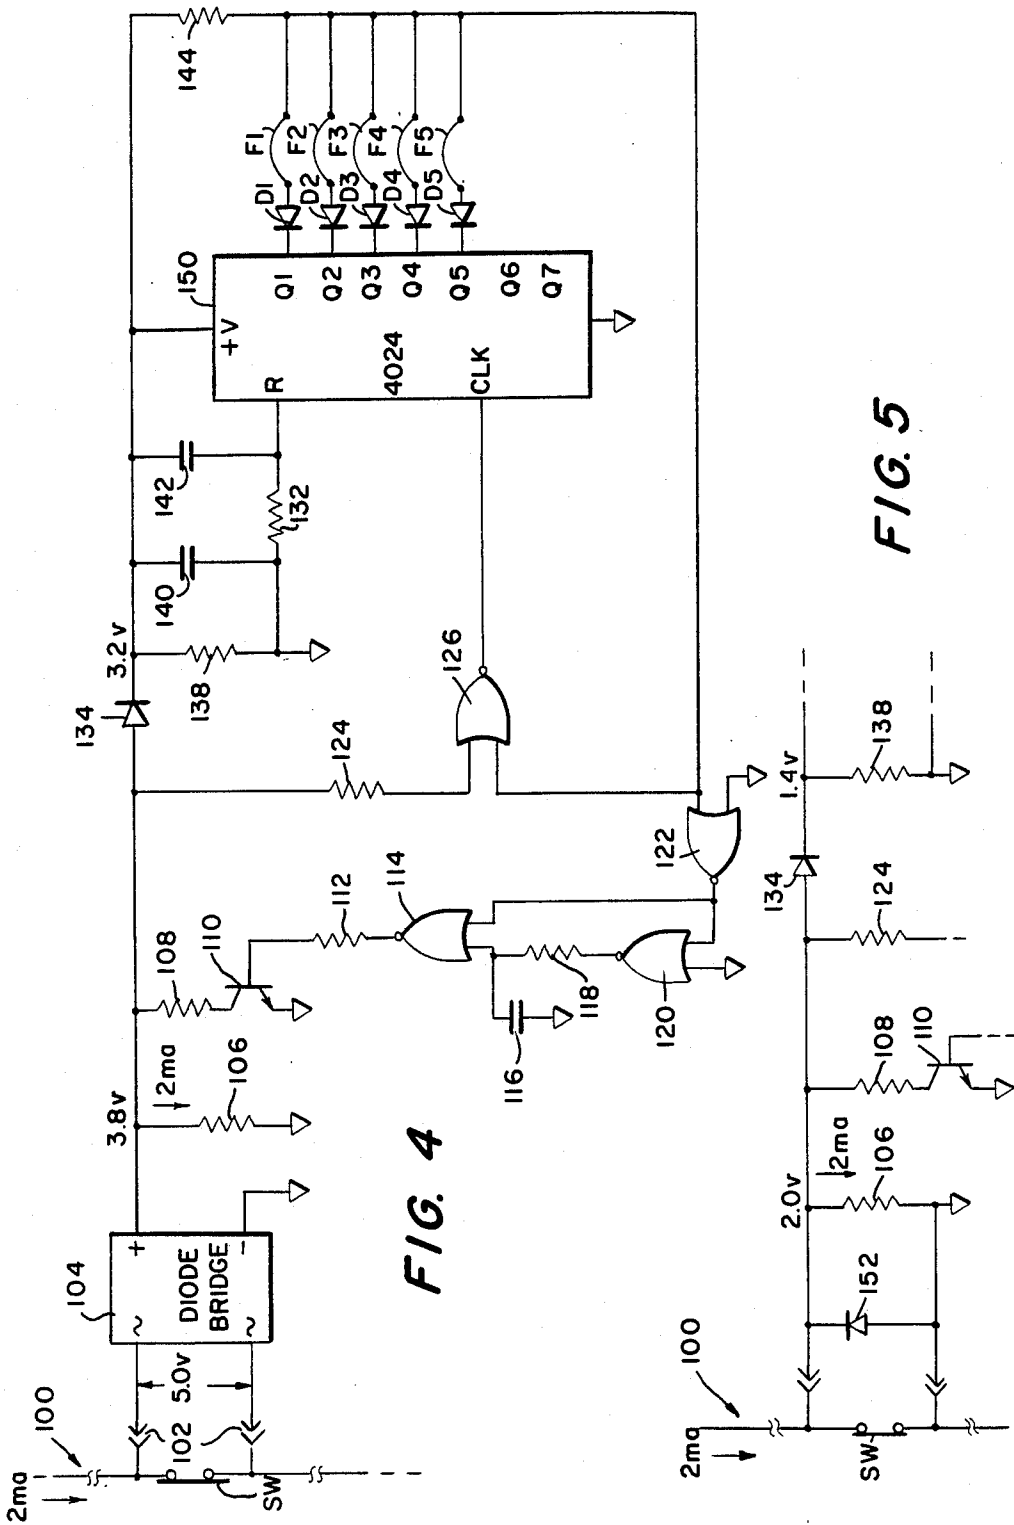 2ma
100
102
SW
5.0v
104
DIODE
BRIDGE
~
~
+
−
3.8v
2ma
106
108
110
112
114
116
118
120
122
124
126
134
3.2v
138
140
142
132
144
150
+V
R
4024
CLK
Q1
Q2
Q3
Q4
Q5
Q6
Q7
D1
D2
D3
D4
D5
F1
F2
F3
F4
F5
FIG. 4
2ma
100
SW
152
2.0v
2ma
106
108
110
124
134
1.4v
138
FIG. 5